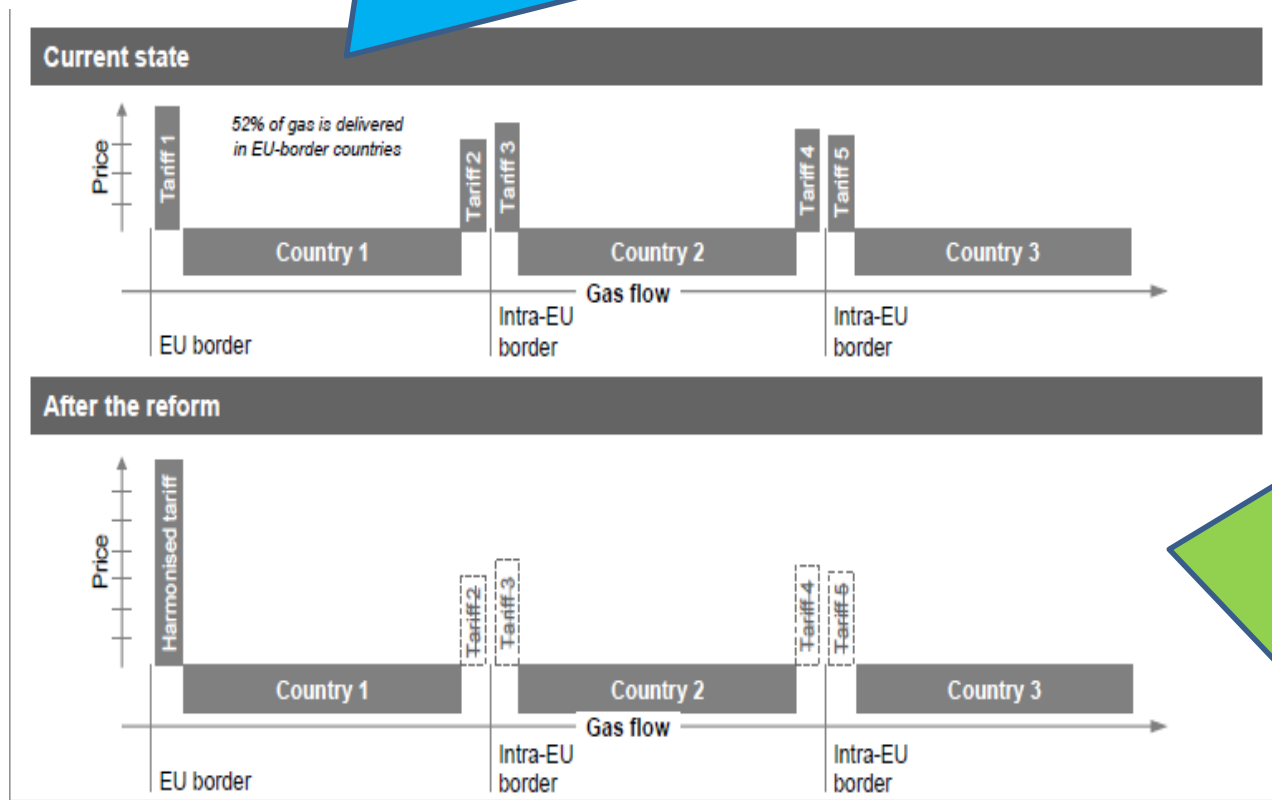 Current state
Price
Tariff 1
52% of gas is delivered
in EU-border countries
Tariff 2
Tariff 3
Tariff 4
Tariff 5
Country 1
Country 2
Country 3
Gas flow
EU border
Intra-EU
border
Intra-EU
border
After the reform
Price
Harmonised tariff
Tariff 2
Tariff 3
Tariff 4
Tariff 5
Country 1
Country 2
Country 3
Gas flow
EU border
Intra-EU
border
Intra-EU
border